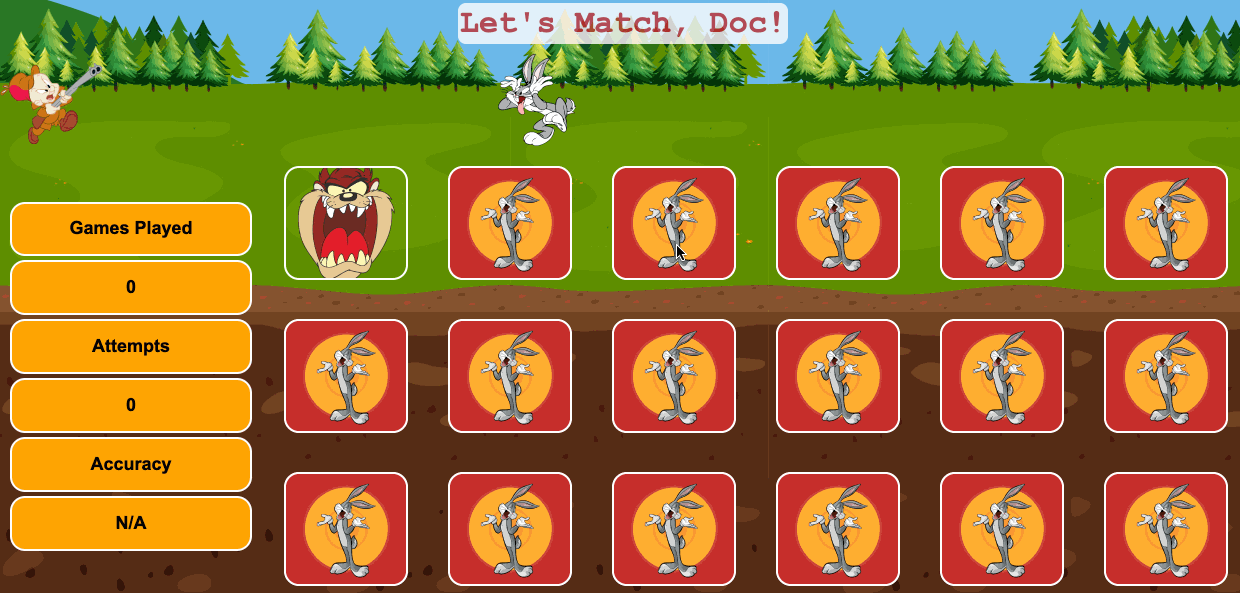 Let's Match, Doc!
Games Played
0
Attempts
0
Accuracy
N/A